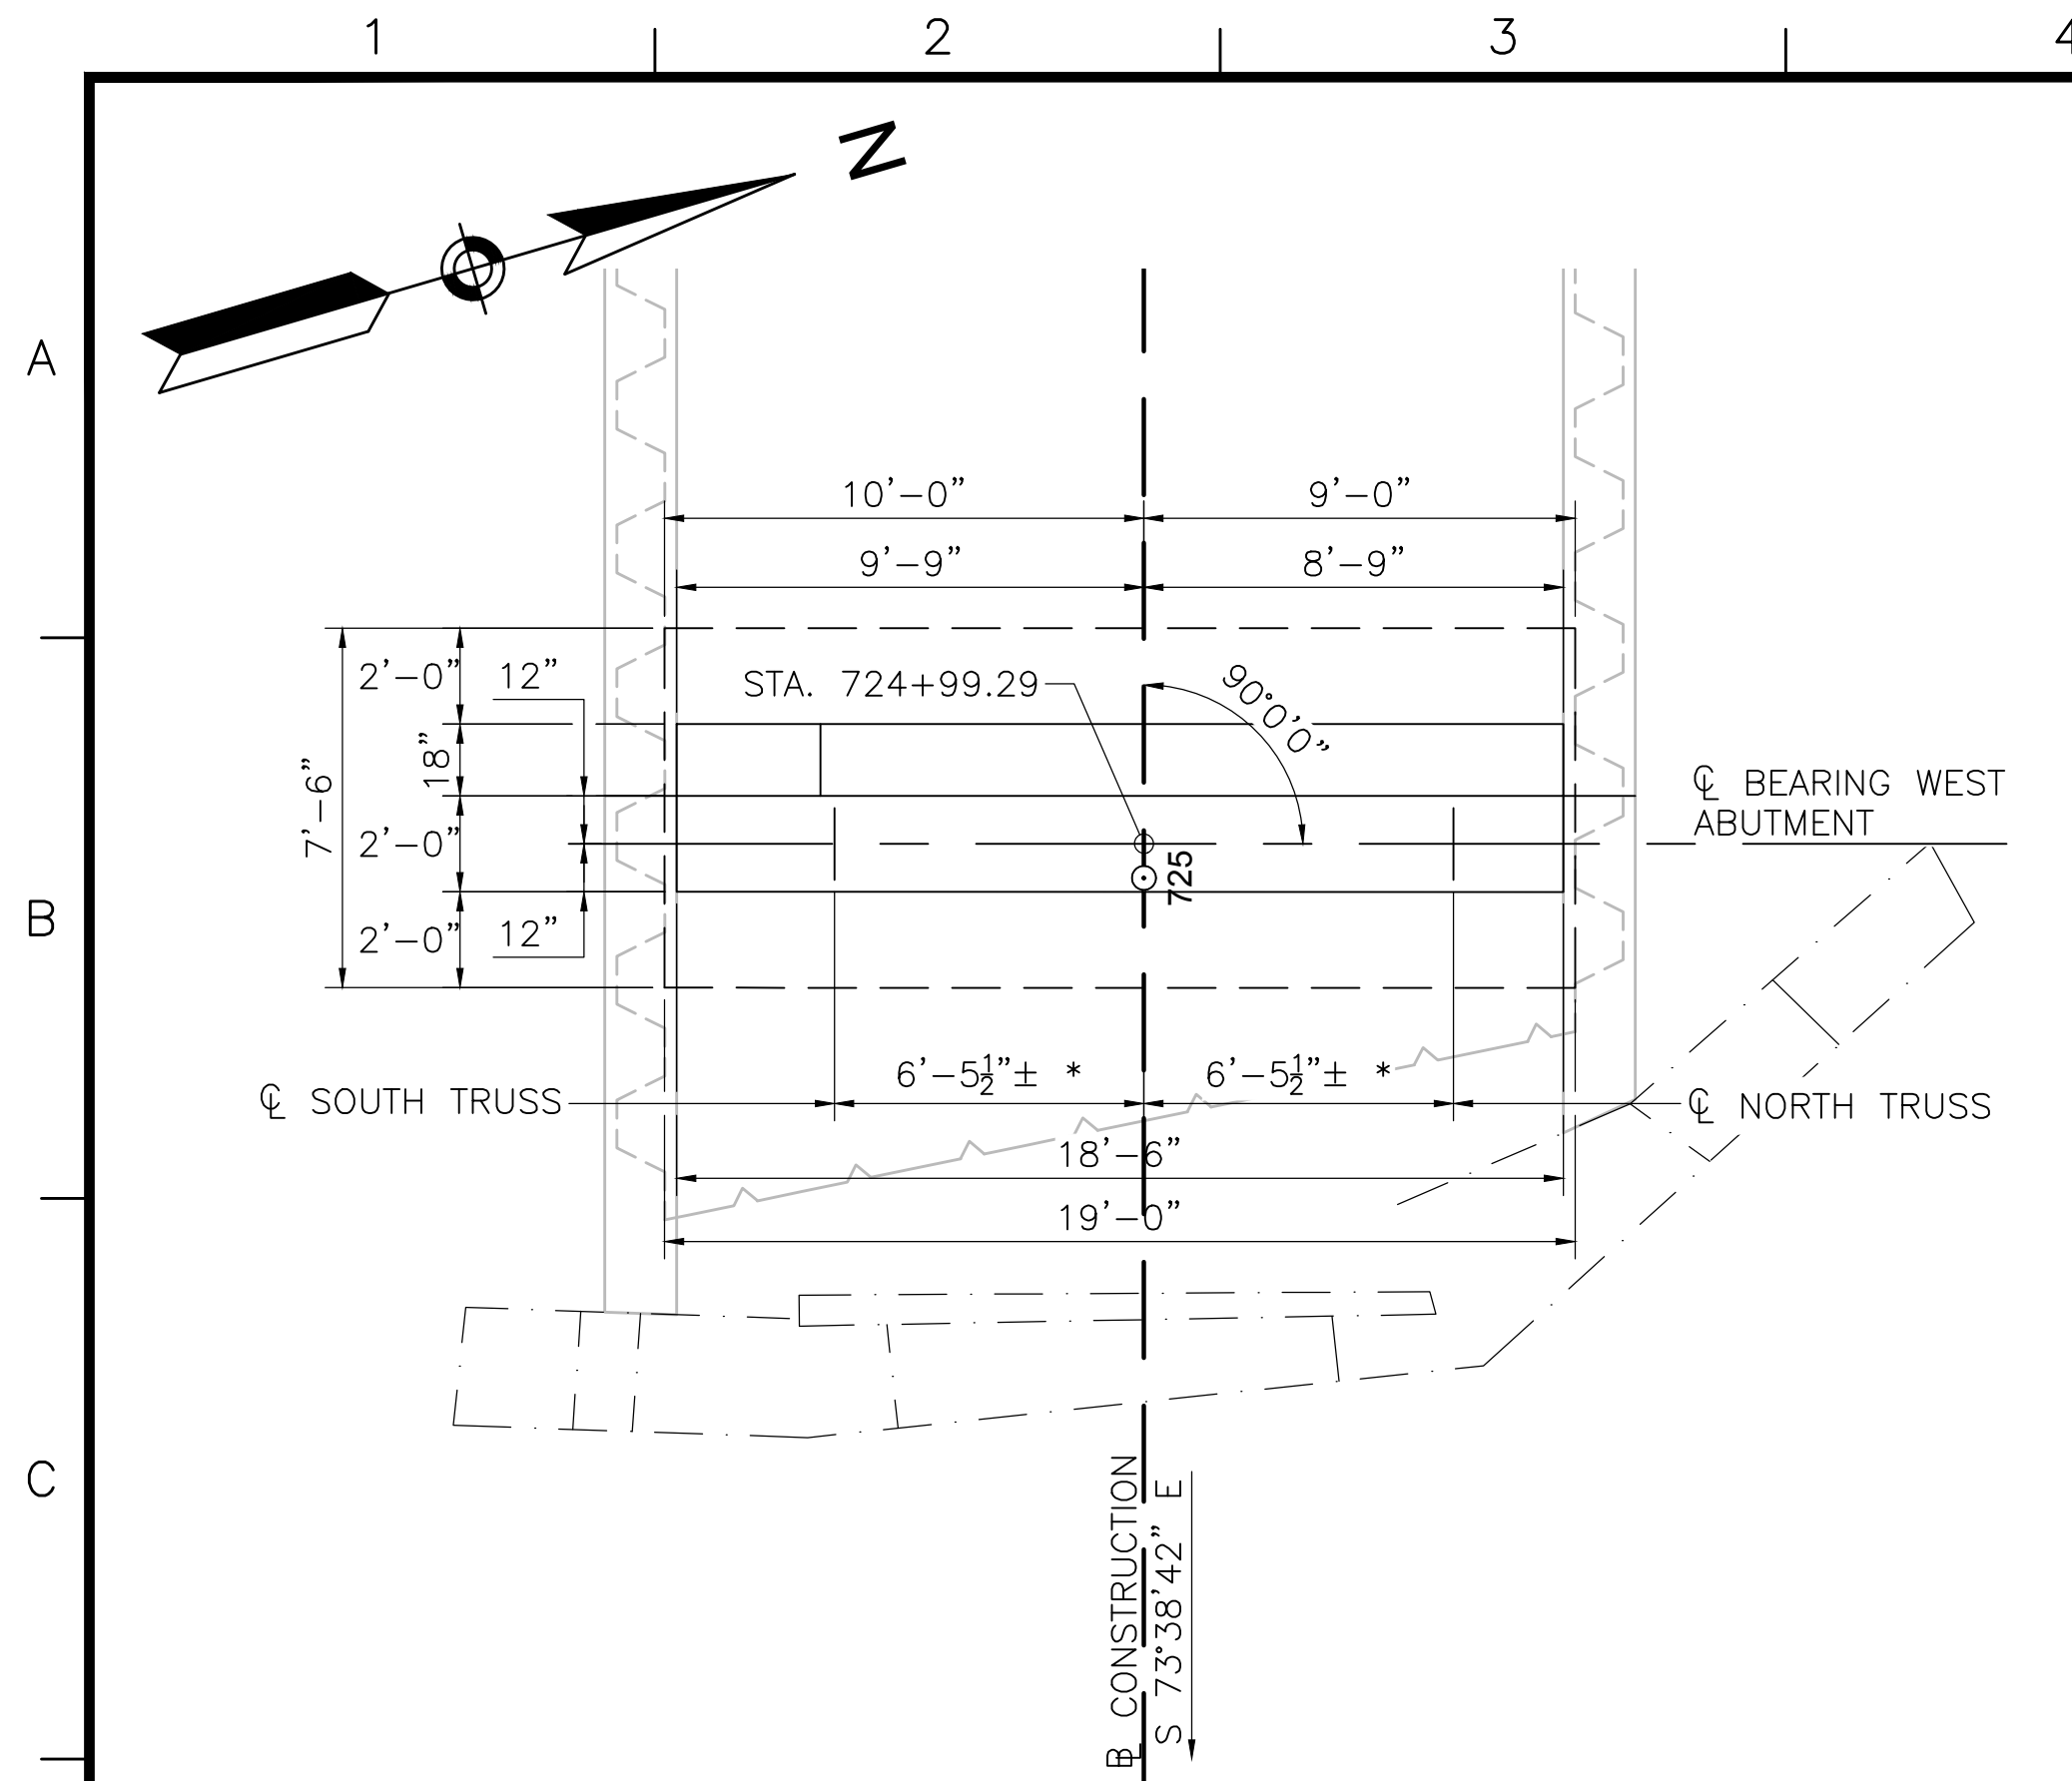 1 2 3 4
N
A
10'-0" 9'-0"
9'-9" 8'-9"
2'-0" 12" STA. 724+99.29 90°0'0"
18"
7'-6"
℄ BEARING WEST
ABUTMENT
2'-0"
725
B
2'-0" 12"
6'-5½"± * 6'-5½"± *
℄ SOUTH TRUSS ℄ NORTH TRUSS
18'-6"
19'-0"
C
BL CONSTRUCTION
S 73°38'42" E